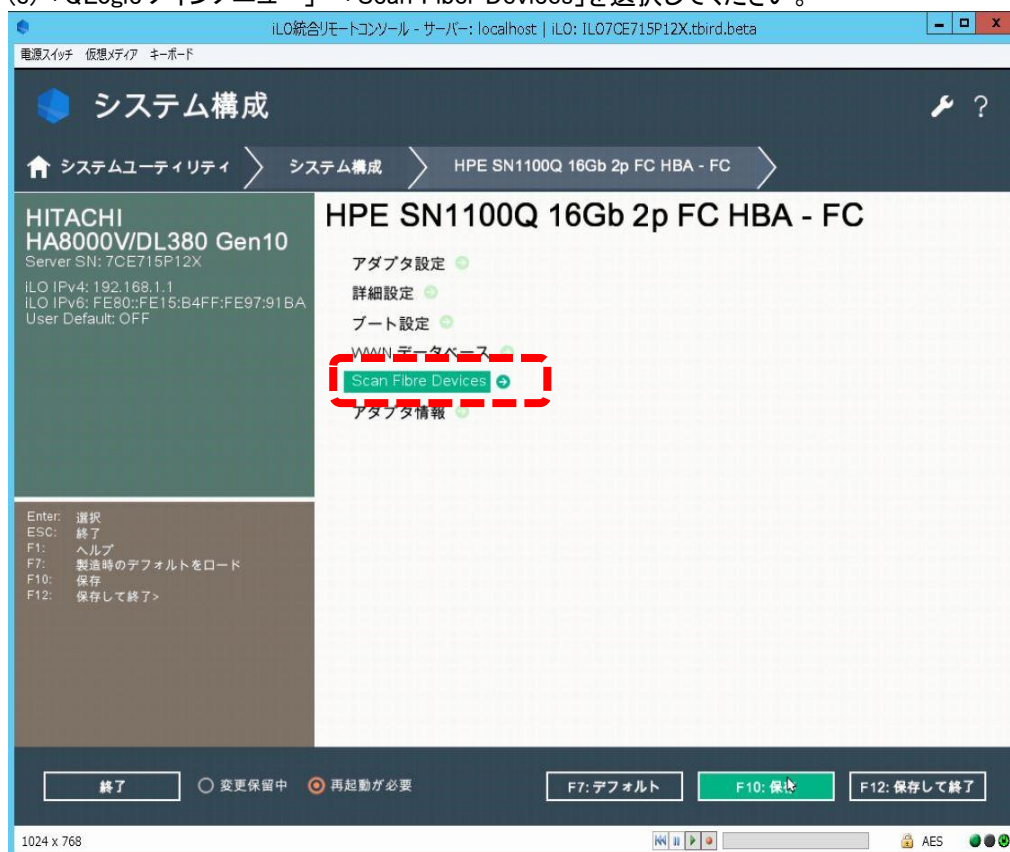 iLO統合リモートコンソール - サーバー: localhost | iLO: ILO7CE715P12X.tbird.beta
電源スイッチ 仮想メディア キーボード
システム構成
?
システムユーティリティ
システム構成
HPE SN1100Q 16Gb 2p FC HBA - FC
HITACHI
HA8000V/DL380 Gen10
Server SN: 7CE715P12X
iLO IPv4: 192.168.1.1
iLO IPv6: FE80::FE15:B4FF:FE97:91BA
User Default: OFF
HPE SN1100Q 16Gb 2p FC HBA - FC
アダプタ設定
詳細設定
ブート設定
WWN データベース
Scan Fibre Devices
アダプタ情報
Enter: 選択
ESC: 終了
F1: ヘルプ
F7: 製造時のデフォルトをロード
F10: 保存
F12: 保存して終了>
終了
変更保留中
再起動が必要
F7: デフォルト
F10: 保存
F12: 保存して終了
1024 x 768
AES